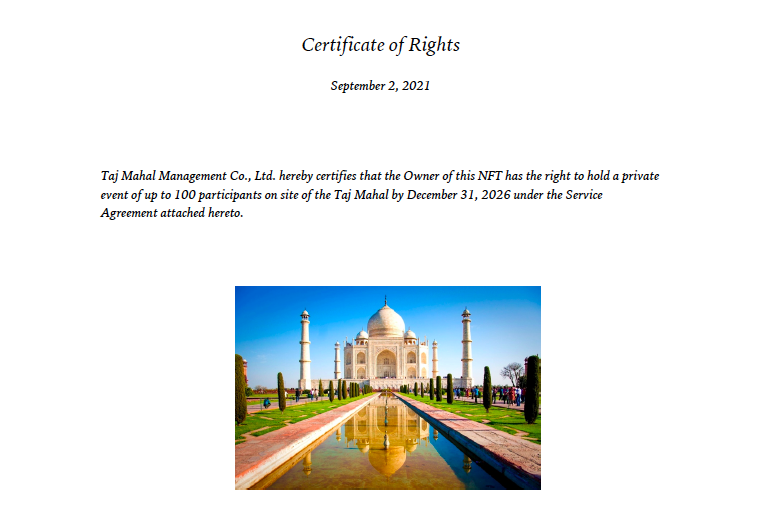 Certificate of Rights
September 2, 2021
Taj Mahal Management Co., Ltd. hereby certifies that the Owner of this NFT has the right to hold a private
event of up to 100 participants on site of the Taj Mahal by December 31, 2026 under the Service
Agreement attached hereto.